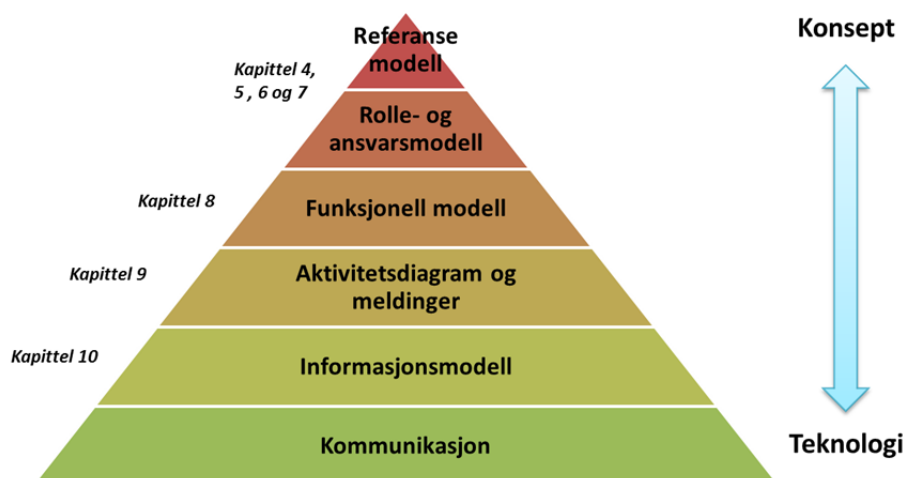 Referanse
modell
Konsept
Kapittel 4,
5 , 6 og 7
Rolle- og
ansvarsmodell
Kapittel 8
Funksjonell modell
Kapittel 9
Aktivitetsdiagram og
meldinger
Kapittel 10
Informasjonsmodell
Kommunikasjon
Teknologi